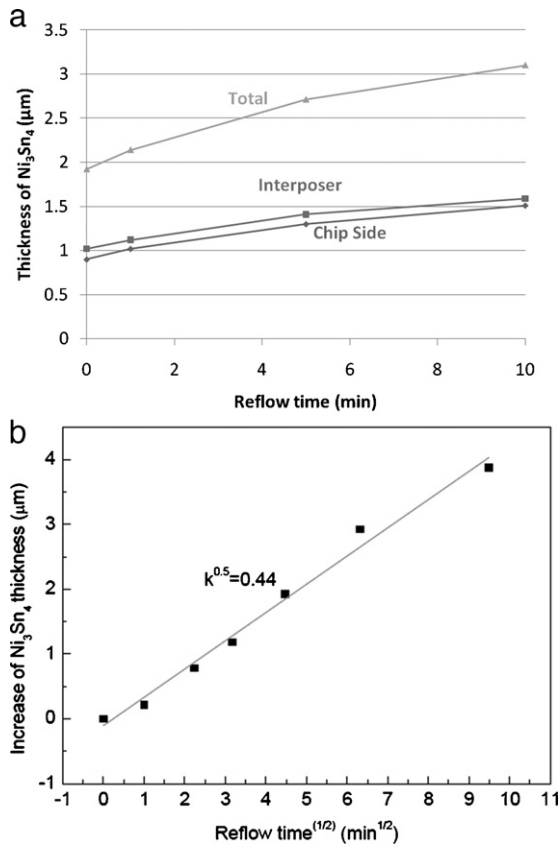 a
3.5
3
2.5
2
1.5
1
0.5
0
Thickness of Ni₃Sn₄ (μm)
Total
Interposer
Chip Side
0 2 4 6 8 10
Reflow time (min)
b
4
3
2
1
0
-1
Increase of Ni₃Sn₄ thickness (μm)
k^0.5=0.44
-1 0 1 2 3 4 5 6 7 8 9 10 11
Reflow time^(1/2) (min^1/2)